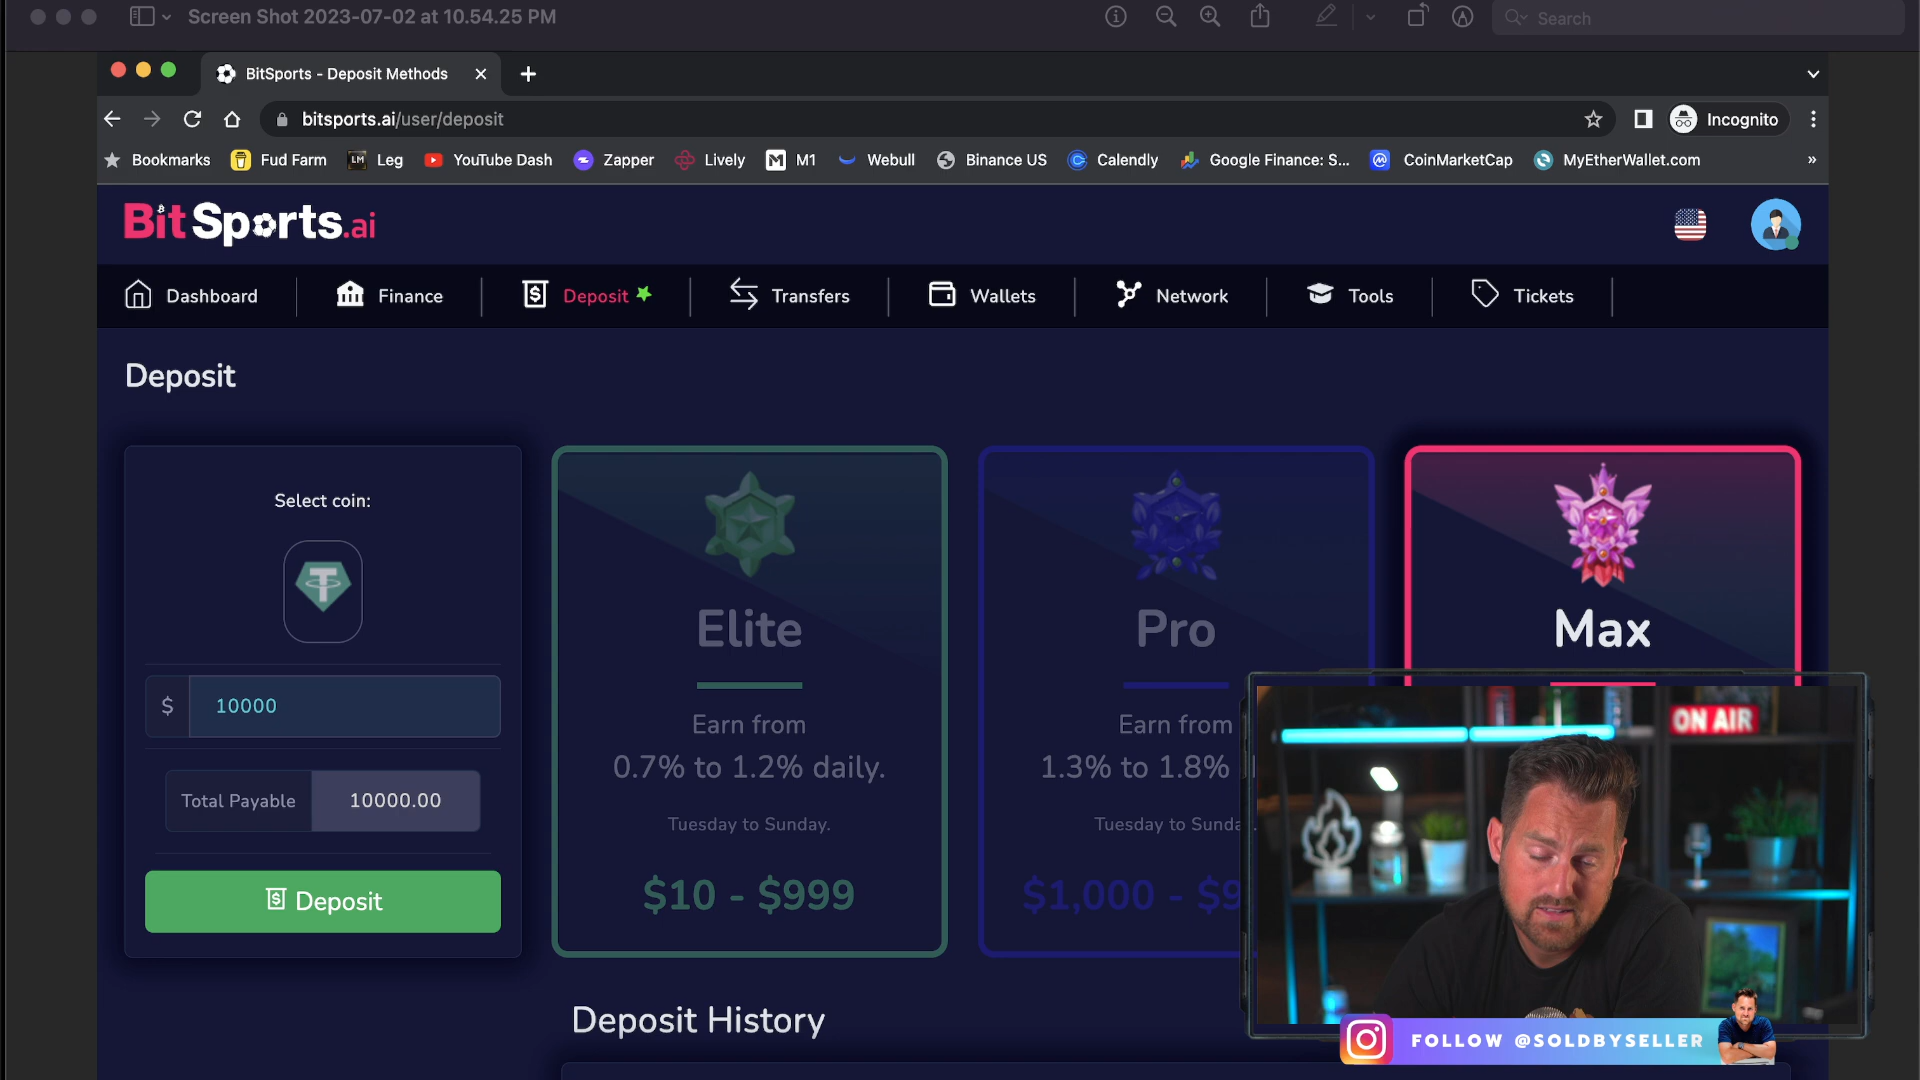 Screen Shot 2023-07-02 at 10.54.25 PM
Search
BitSports - Deposit Methods
bitsports.ai/user/deposit
Incognito
Bookmarks
Fud Farm
LM
Leg
YouTube Dash
Zapper
Lively
M1
Webull
Binance US
Calendly
Google Finance: S...
CoinMarketCap
MyEtherWallet.com
»
BitSports.ai
Dashboard
Finance
Deposit
Transfers
Wallets
Network
Tools
Tickets
Deposit
Select coin:
$ 10000
Total Payable 10000.00
Deposit
Elite
Earn from
0.7% to 1.2% daily.
Tuesday to Sunday.
$10 - $999
Pro
Earn from
1.3% to 1.8%
Tuesday to
$1,000 - $9
Max
ON AIR
Deposit History
FOLLOW @SOLDBYSELLER